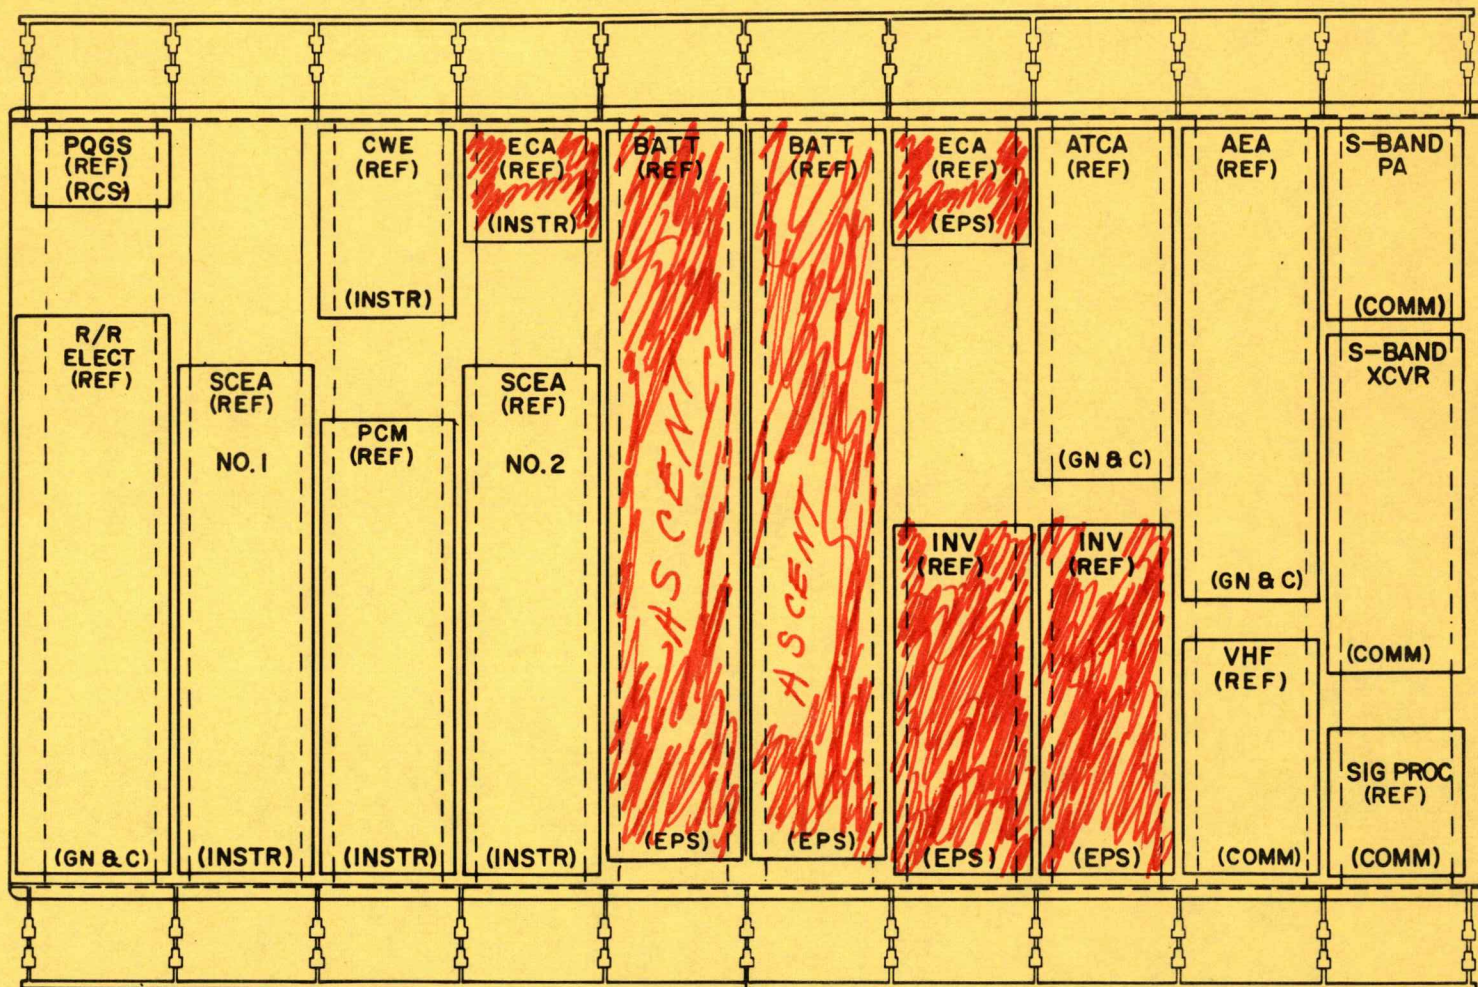 PQGS
(REF)
(RCS)
R/R
ELECT
(REF)
(GN & C)
SCEA
(REF)
NO. 1
(INSTR)
CWE
(REF)
(INSTR)
PCM
(REF)
(INSTR)
ECA
(REF)
(INSTR)
SCEA
(REF)
NO. 2
(INSTR)
BATT
(REF)
ASCENT
(EPS)
BATT
(REF)
ASCENT
(EPS)
ECA
(REF)
(EPS)
INV
(REF)
(EPS)
ATCA
(REF)
(GN & C)
INV
(REF)
(EPS)
AEA
(REF)
(GN & C)
VHF
(REF)
(COMM)
S-BAND
PA
(COMM)
S-BAND
XCVR
(COMM)
SIG PROC
(REF)
(COMM)